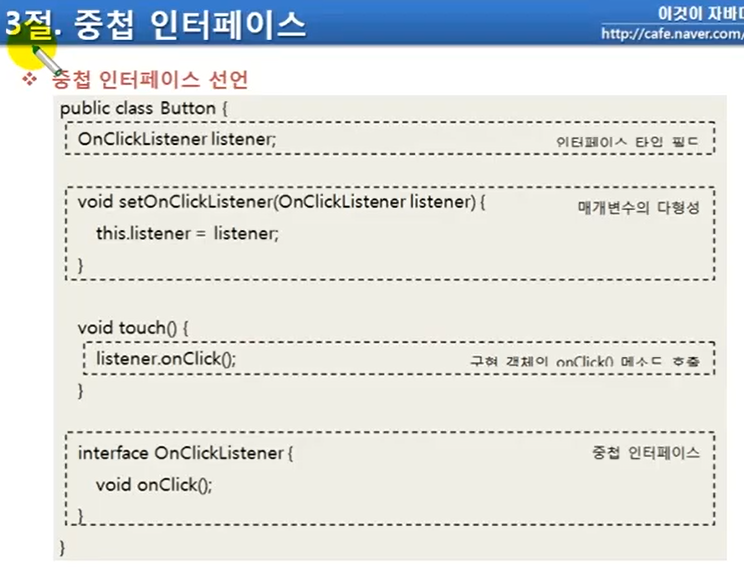 3절. 중첩 인터페이스
이것이 자바다
http://cafe.naver.com/
중첩 인터페이스 선언
public class Button {
OnClickListener listener; 인터페이스 타입 필드
void setOnClickListener(OnClickListener listener) { 매개변수의 다형성
this.listener = listener;
}
void touch() {
listener.onClick(); 구현 객체의 onClick() 메소드 호출
}
interface OnClickListener { 중첩 인터페이스
void onClick();
}
}